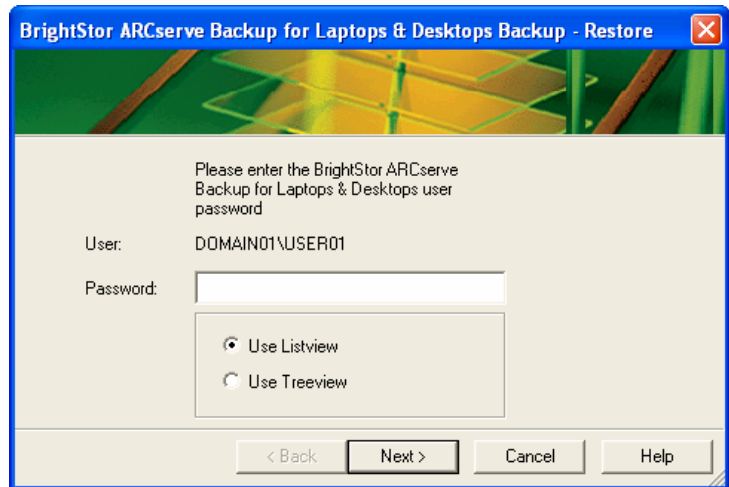 BrightStor ARCserve Backup for Laptops & Desktops Backup - Restore
Please enter the BrightStor ARCserve
Backup for Laptops & Desktops user
password
User: DOMAIN01\USER01
Password:
Use Listview
Use Treeview
< Back Next > Cancel Help